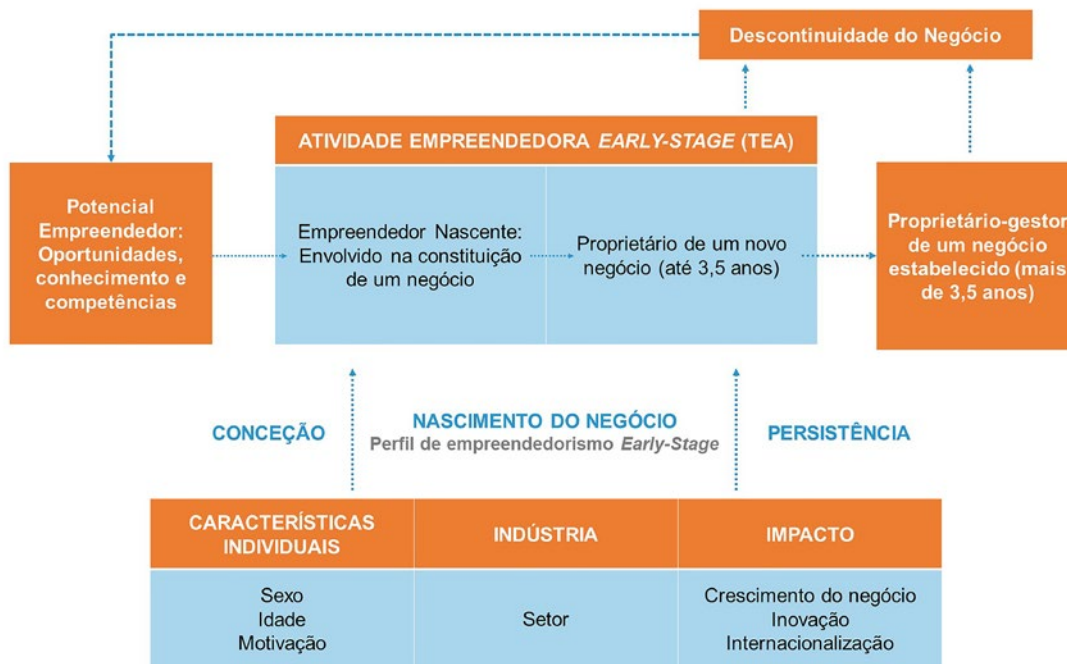 Descontinuidade do Negócio
ATIVIDADE EMPREENDEDORA EARLY-STAGE (TEA)
Potencial
Empreendedor:
Oportunidades,
conhecimento e
competências
Empreendedor Nascente:
Envolvido na constituição
de um negócio
Proprietário de um novo
negócio (até 3,5 anos)
Proprietário-gestor
de um negócio
estabelecido (mais
de 3,5 anos)
CONCEÇÃO
NASCIMENTO DO NEGÓCIO
Perfil de empreendedorismo Early-Stage
PERSISTÊNCIA
CARACTERÍSTICAS
INDIVIDUAIS
INDÚSTRIA
IMPACTO
Sexo
Idade
Motivação
Setor
Crescimento do negócio
Inovação
Internacionalização